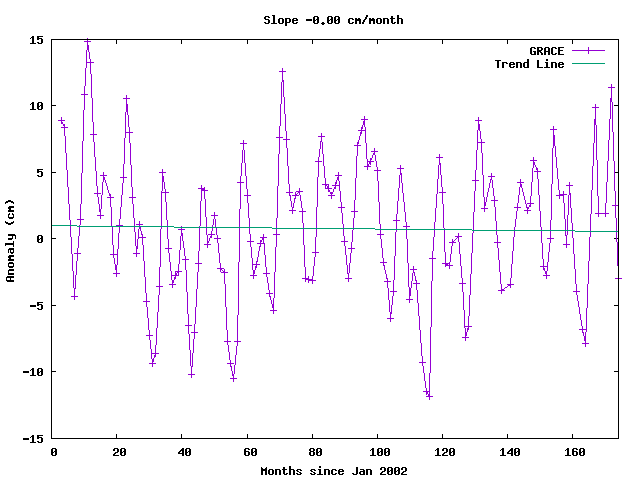 Slope -0.00 cm/month
GRACE
Trend Line
15
10
5
0
-5
-10
-15
Anomaly (cm)
0 20 40 60 80 100 120 140 160
Months since Jan 2002